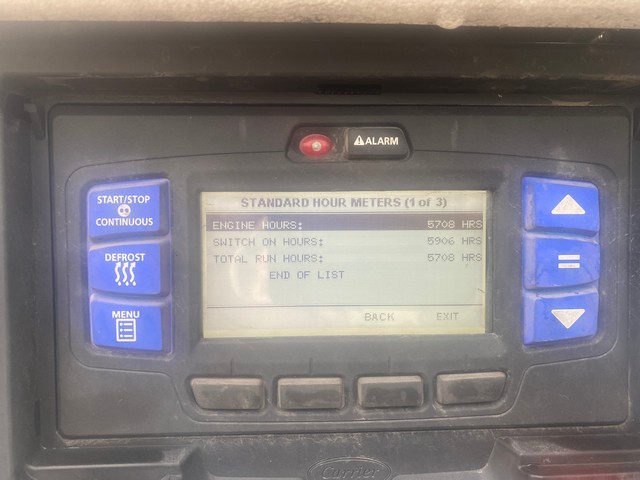 ALARM
START/STOP
CONTINUOUS
DEFROST
MENU
STANDARD HOUR METERS (1 of 3)
ENGINE HOURS: 5708 HRS
SWITCH ON HOURS: 5906 HRS
TOTAL RUN HOURS: 5708 HRS
END OF LIST
BACK EXIT
=
Carrier